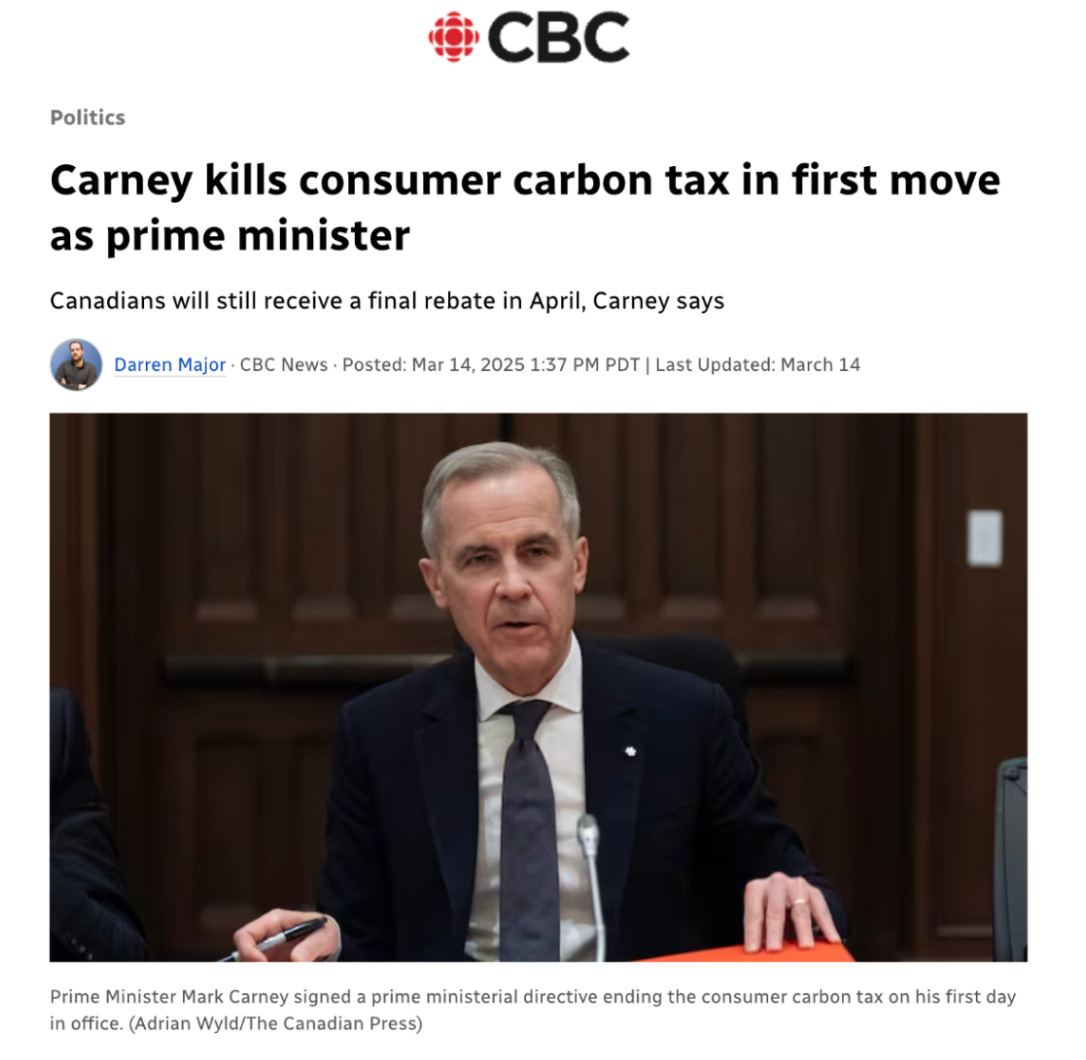 CBC
Politics
Carney kills consumer carbon tax in first move
as prime minister
Canadians will still receive a final rebate in April, Carney says
Darren Major · CBC News · Posted: Mar 14, 2025 1:37 PM PDT | Last Updated: March 14
Prime Minister Mark Carney signed a prime ministerial directive ending the consumer carbon tax on his first day
in office. (Adrian Wyld/The Canadian Press)